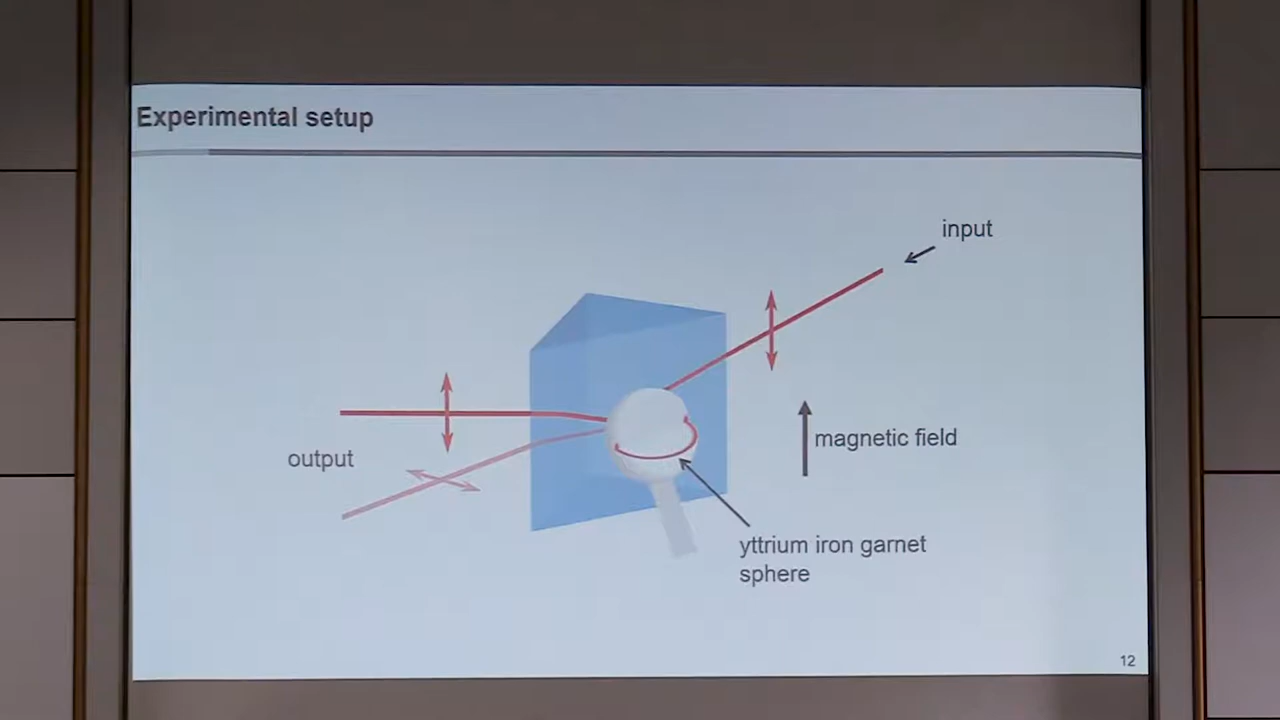 Experimental setup
input
magnetic field
output
yttrium iron garnet
sphere
12